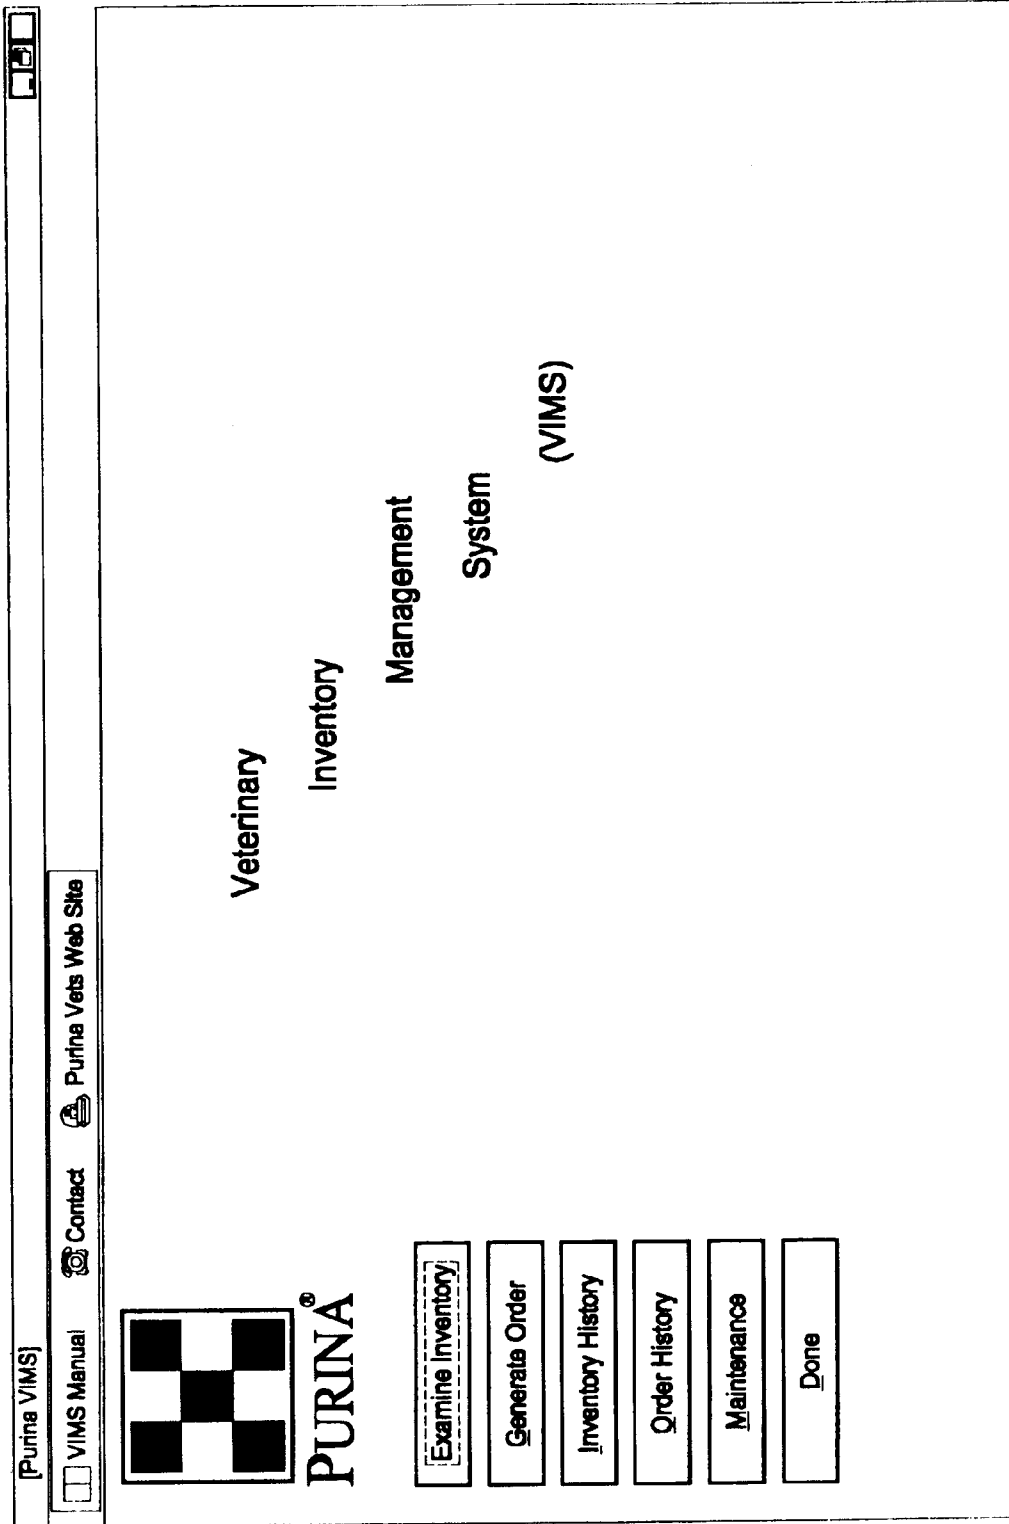 [Purina VIMS]
VIMS Manual Contact Purina Vets Web Site
PURINA®
Veterinary
Inventory
Management
System
(VIMS)
Examine Inventory
Generate Order
Inventory History
Order History
Maintenance
Done